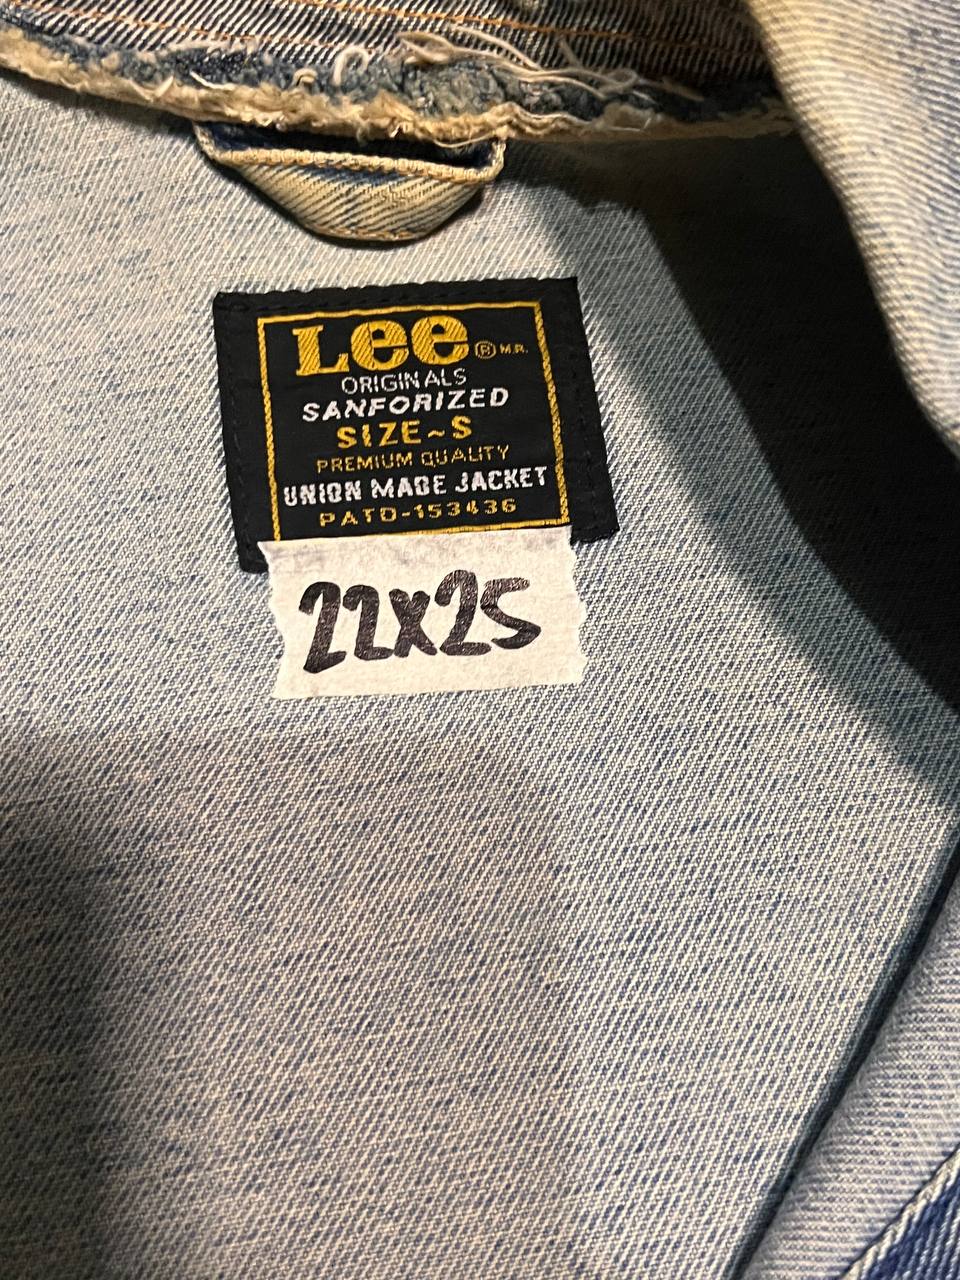 Lee ® M.R.
ORIGINALS
SANFORIZED
SIZE~S
PREMIUM QUALITY
UNION MADE JACKET
PATD-153436
22x25